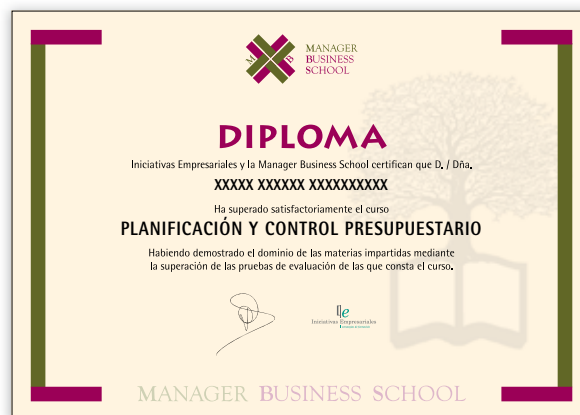 M B
MANAGER
BUSINESS
SCHOOL
DIPLOMA
Iniciativas Empresariales y la Manager Business School certifican que D. / Dña.
XXXXX XXXXXX XXXXXXXXXX
Ha superado satisfactoriamente el curso
PLANIFICACIÓN Y CONTROL PRESUPUESTARIO
Habiendo demostrado el dominio de las materias impartidas mediante
la superación de las pruebas de evaluación de las que consta el curso.
Ile
Iniciativas Empresariales
MANAGER BUSINESS SCHOOL